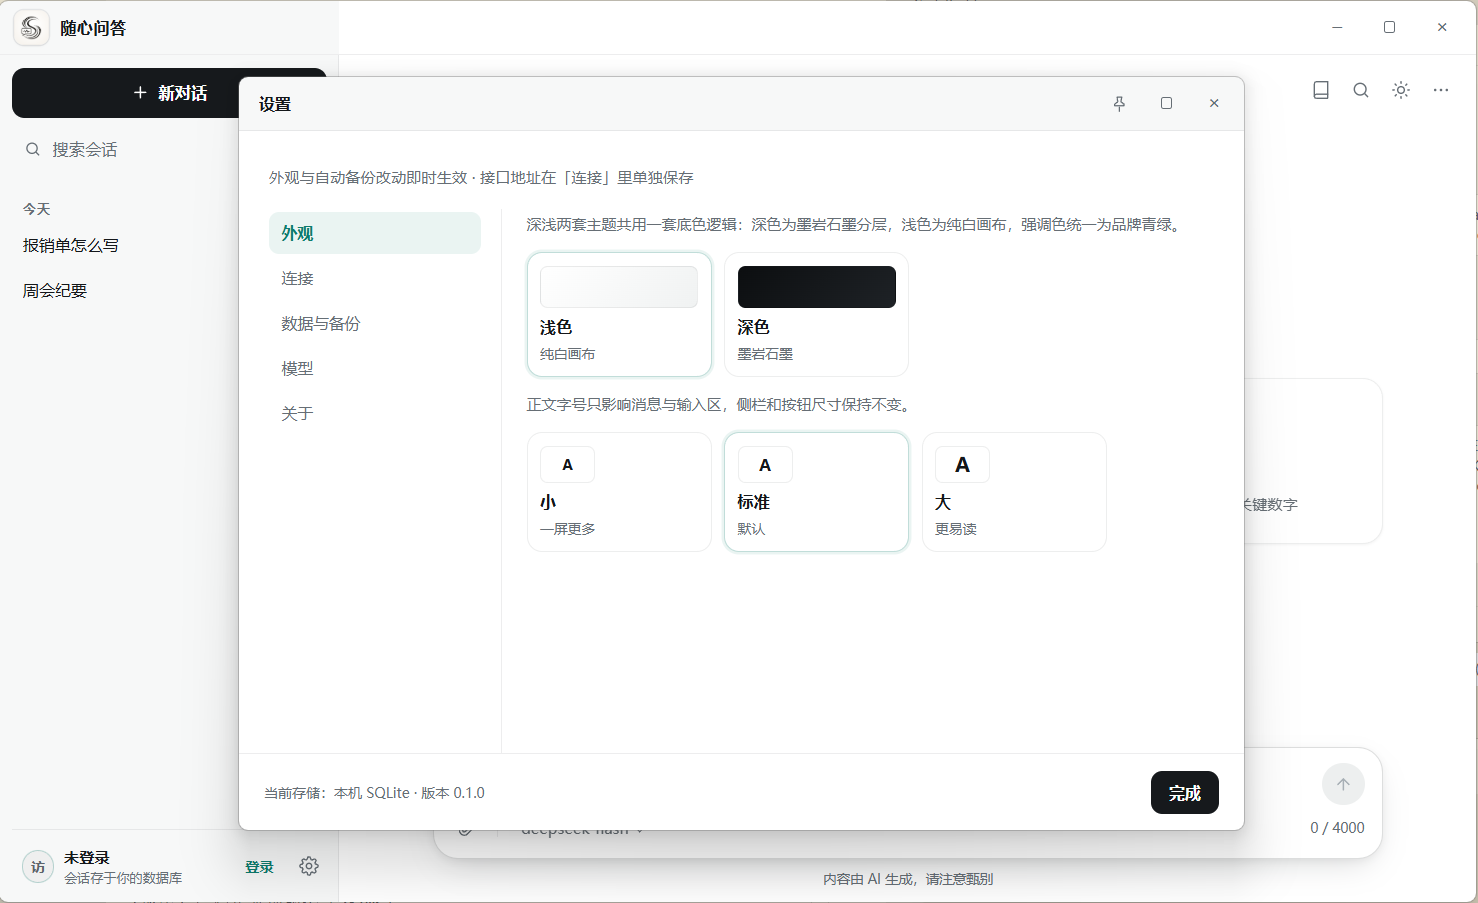 随心问答
新对话
搜索会话
今天
报销单怎么写
周会纪要
设置
外观与自动备份改动即时生效 · 接口地址在「连接」里单独保存
外观
连接
数据与备份
模型
关于
深浅两套主题共用一套底色逻辑：深色为墨岩石墨分层，浅色为纯白画布，强调色统一为品牌青绿。
浅色
纯白画布
深色
墨岩石墨
正文字号只影响消息与输入区，侧栏和按钮尺寸保持不变。
A
小
一屏更多
A
标准
默认
A
大
更易读
当前存储：本机 SQLite · 版本 0.1.0
完成
关键数字
0 / 4000
访
未登录
会话存于你的数据库
登录
内容由 AI 生成，请注意甄别